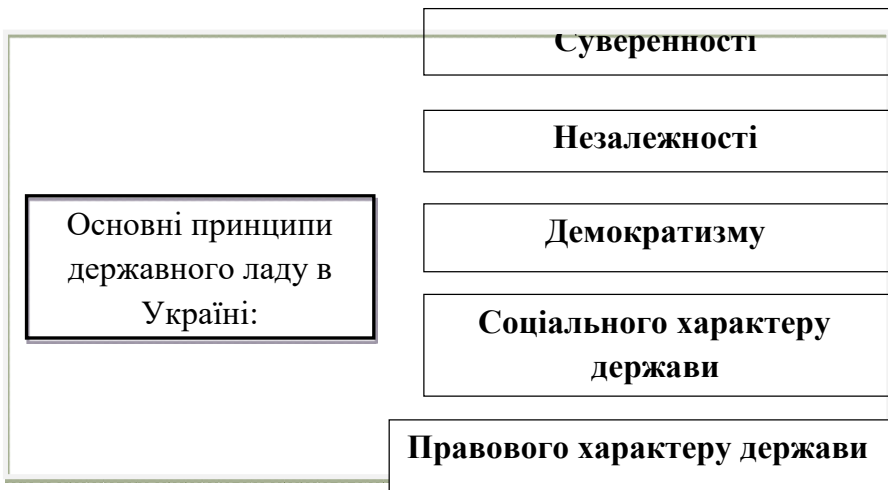 Основні принципи
державного ладу в
Україні:
Суверенності
Незалежності
Демократизму
Соціального характеру
держави
Правового характеру держави